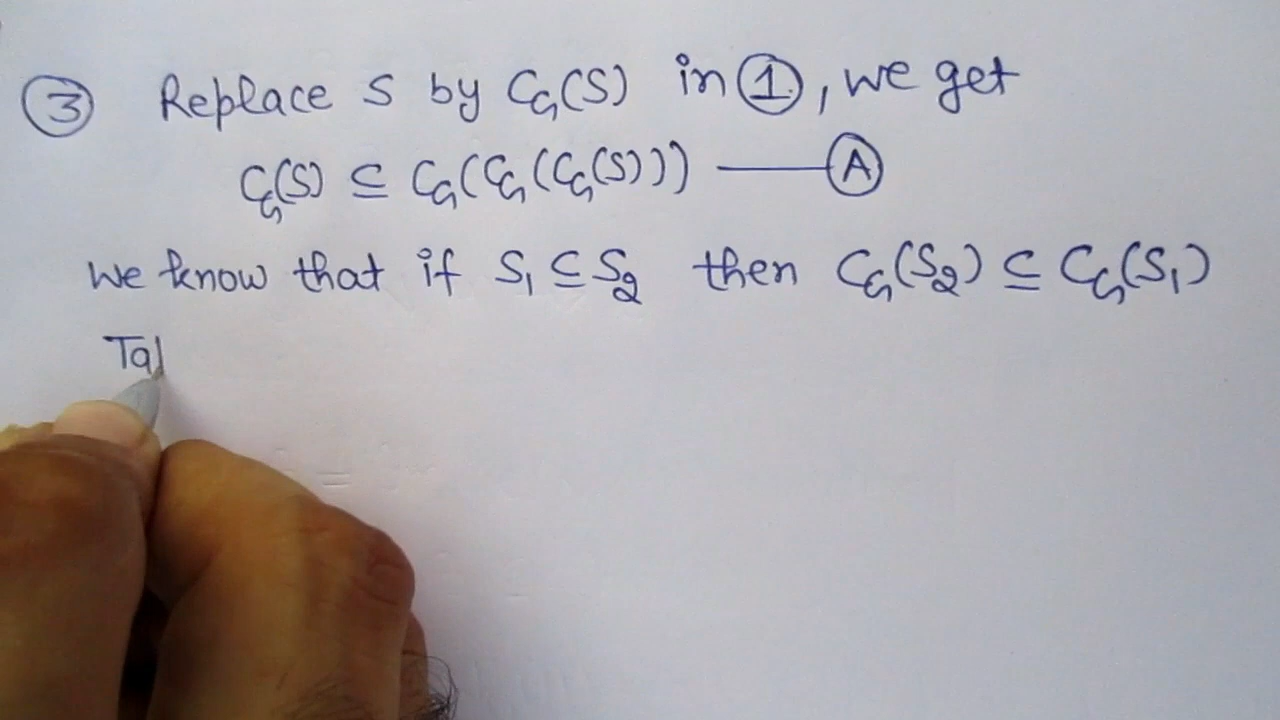 ③ Replace S by C_G(S) in ①, we get
C_G(S) ⊆ C_G(C_G(C_G(S))) —— Ⓐ
We know that if S₁ ⊆ S₂ then C_G(S₂) ⊆ C_G(S₁)
Ta